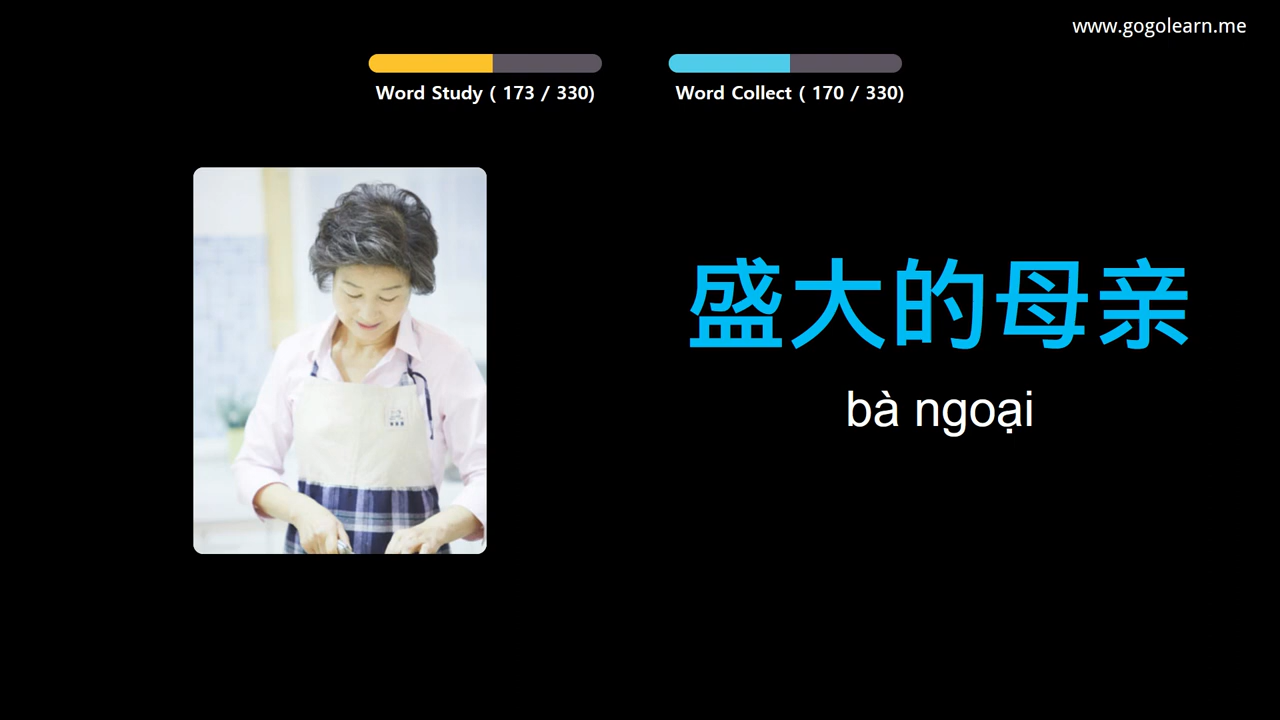 www.gogolearn.me
Word Study ( 173 / 330)
Word Collect ( 170 / 330)
盛大的母亲
bà ngoại